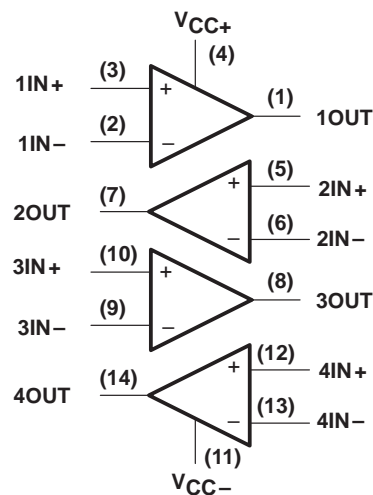 VCC+
(4)
1IN+ (3) +
(1) 1OUT
1IN− (2) −
2OUT (7)
+ (5) 2IN+
− (6) 2IN−
3IN+ (10) +
(8) 3OUT
3IN− (9) −
4OUT (14)
+ (12) 4IN+
− (13) 4IN−
(11)
VCC−